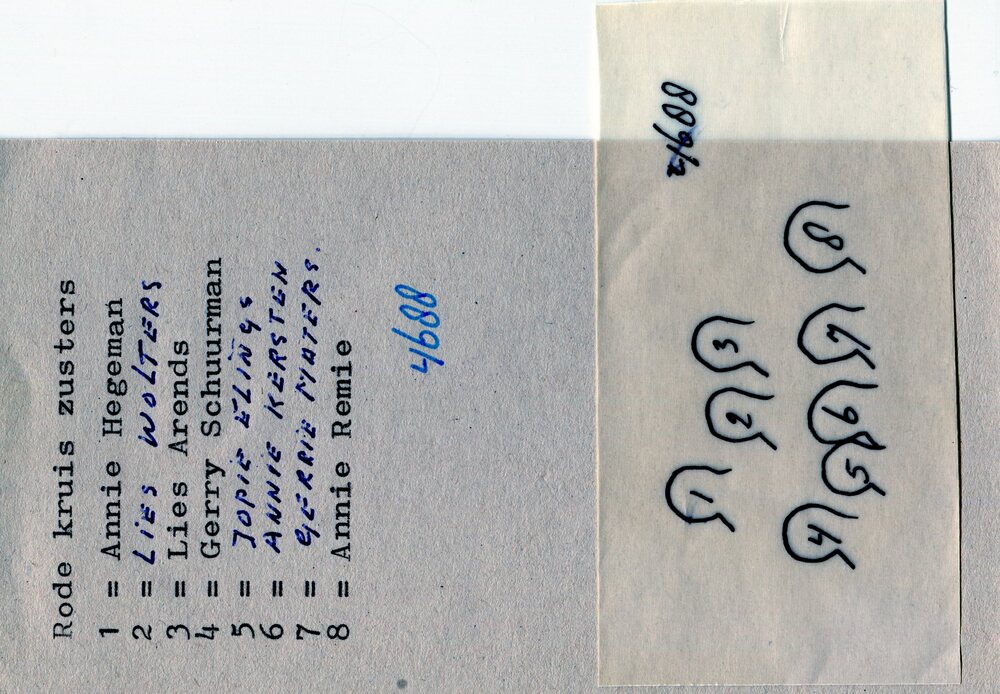 Rode kruis zusters
1 = Annie Hegeman
2 = LIES WOLTERS
3 = Lies Arends
4 = Gerry Schuurman
5 = JOPIE ELINGS
6 = ANNIE KERSTEN
7 = GERRIE MATERS.
8 = Annie Remie
4688
4688
1 2 3
4 5 6 7 8